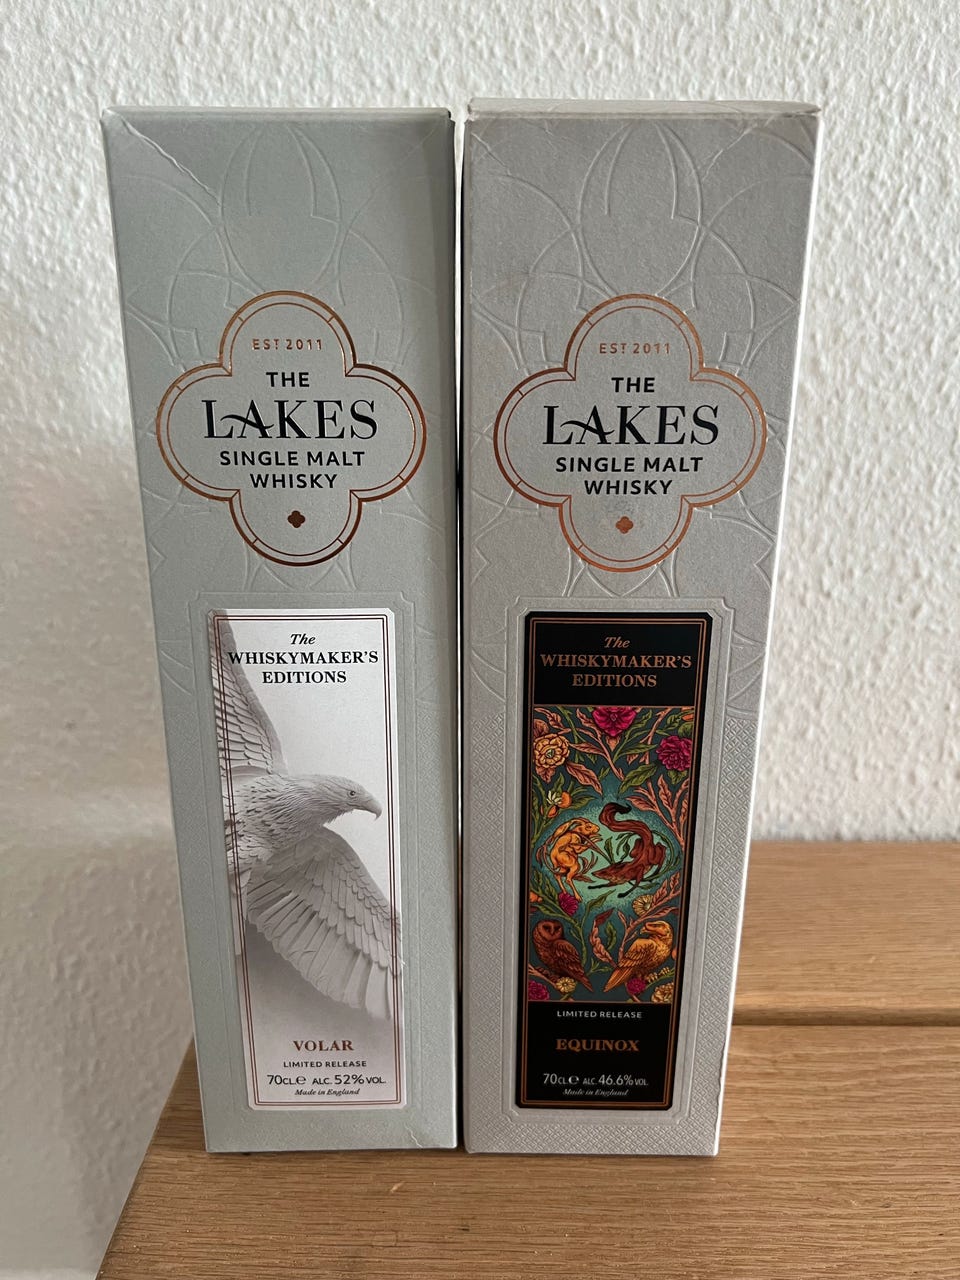 EST 2011
THE
LAKES
SINGLE MALT
WHISKY
The
WHISKYMAKER'S
EDITIONS
VOLAR
LIMITED RELEASE
70CL ℮ ALC. 52% VOL.
Made in England
EST 2011
THE
LAKES
SINGLE MALT
WHISKY
The
WHISKYMAKER'S
EDITIONS
LIMITED RELEASE
EQUINOX
70CL ℮ ALC. 46.6% VOL.
Made in England